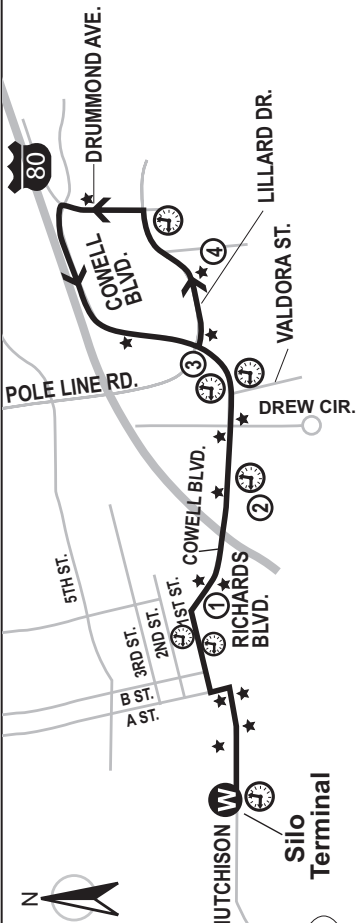 80
DRUMMOND AVE.
COWELL
BLVD.
LILLARD DR.
4
VALDORA ST.
3
POLE LINE RD.
DREW CIR.
COWELL BLVD.
2
5TH ST.
3RD ST.
2ND ST.
1ST ST.
1
RICHARDS
BLVD.
B ST.
A ST.
W
HUTCHISON
Silo
Terminal
N